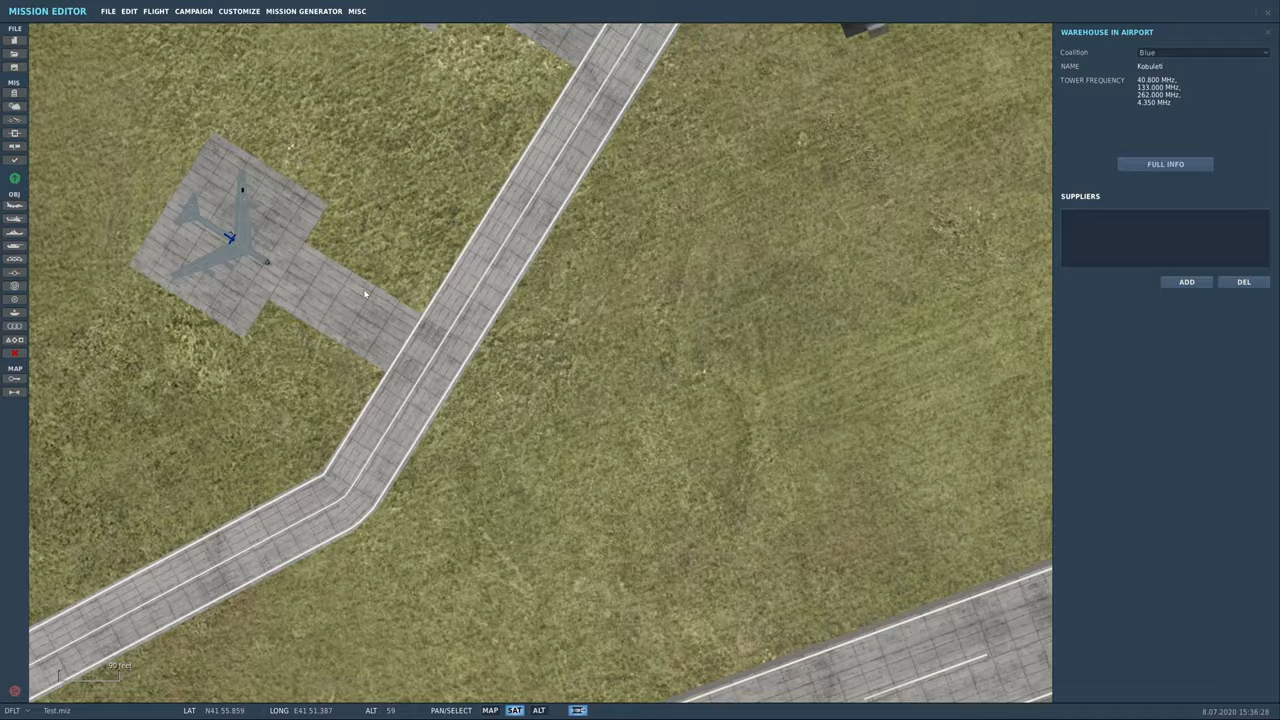 MISSION EDITOR FILE EDIT FLIGHT CAMPAIGN CUSTOMIZE MISSION GENERATOR MISC
FILE
MIS
OBJ
MAP
WAREHOUSE IN AIRPORT
Coalition Blue
NAME Kobuleti
TOWER FREQUENCY 40.800 MHz,
133.000 MHz,
262.000 MHz,
4.350 MHz
FULL INFO
SUPPLIERS
ADD DEL
90 feet
DFLT Test.miz LAT N41 55.859 LONG E41 51.387 ALT 59 PAN/SELECT MAP SAT ALT 8.07.2020 15:36:28